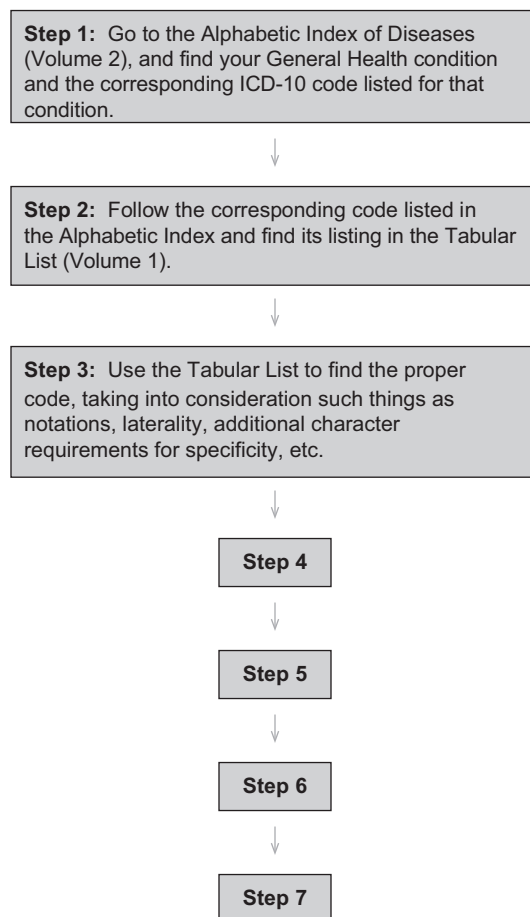 Step 1: Go to the Alphabetic Index of Diseases
(Volume 2), and find your General Health condition
and the corresponding ICD-10 code listed for that
condition.
Step 2: Follow the corresponding code listed in
the Alphabetic Index and find its listing in the Tabular
List (Volume 1).
Step 3: Use the Tabular List to find the proper
code, taking into consideration such things as
notations, laterality, additional character
requirements for specificity, etc.
Step 4
Step 5
Step 6
Step 7